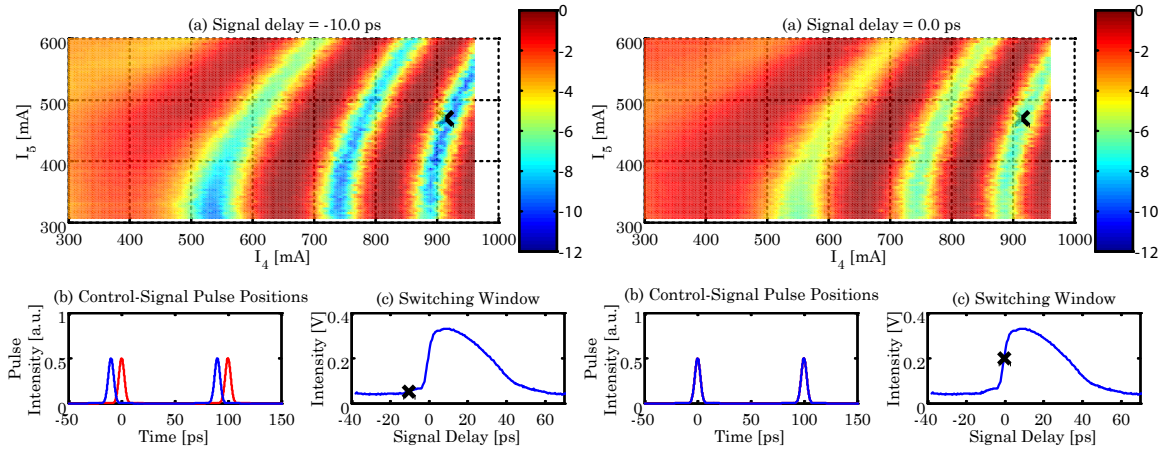 (a) Signal delay = -10.0 ps
600
500
400
300
I5 [mA]
300 400 500 600 700 800 900 1000
I4 [mA]
0
-2
-4
-6
-8
-10
-12
(a) Signal delay = 0.0 ps
600
500
400
300
I5 [mA]
300 400 500 600 700 800 900 1000
I4 [mA]
0
-2
-4
-6
-8
-10
-12
(b) Control-Signal Pulse Positions
Pulse
Intensity [a.u.]
1
0.5
0
-50 0 50 100 150
Time [ps]
(c) Switching Window
Intensity [V]
0.4
0.2
0
-40 -20 0 20 40 60
Signal Delay [ps]
(b) Control-Signal Pulse Positions
Pulse
Intensity [a.u.]
1
0.5
0
-50 0 50 100 150
Time [ps]
(c) Switching Window
Intensity [V]
0.4
0.2
0
-40 -20 0 20 40 60
Signal Delay [ps]